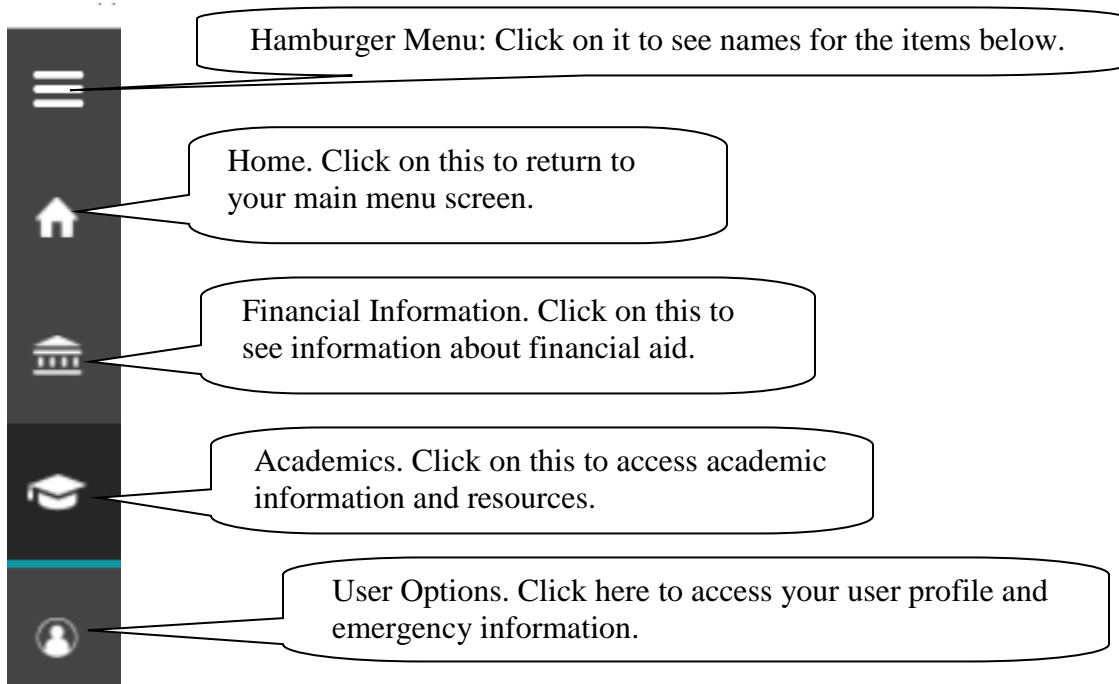 Hamburger Menu: Click on it to see names for the items below.
Home. Click on this to return to
your main menu screen.
Financial Information. Click on this to
see information about financial aid.
Academics. Click on this to access academic
information and resources.
User Options. Click here to access your user profile and
emergency information.